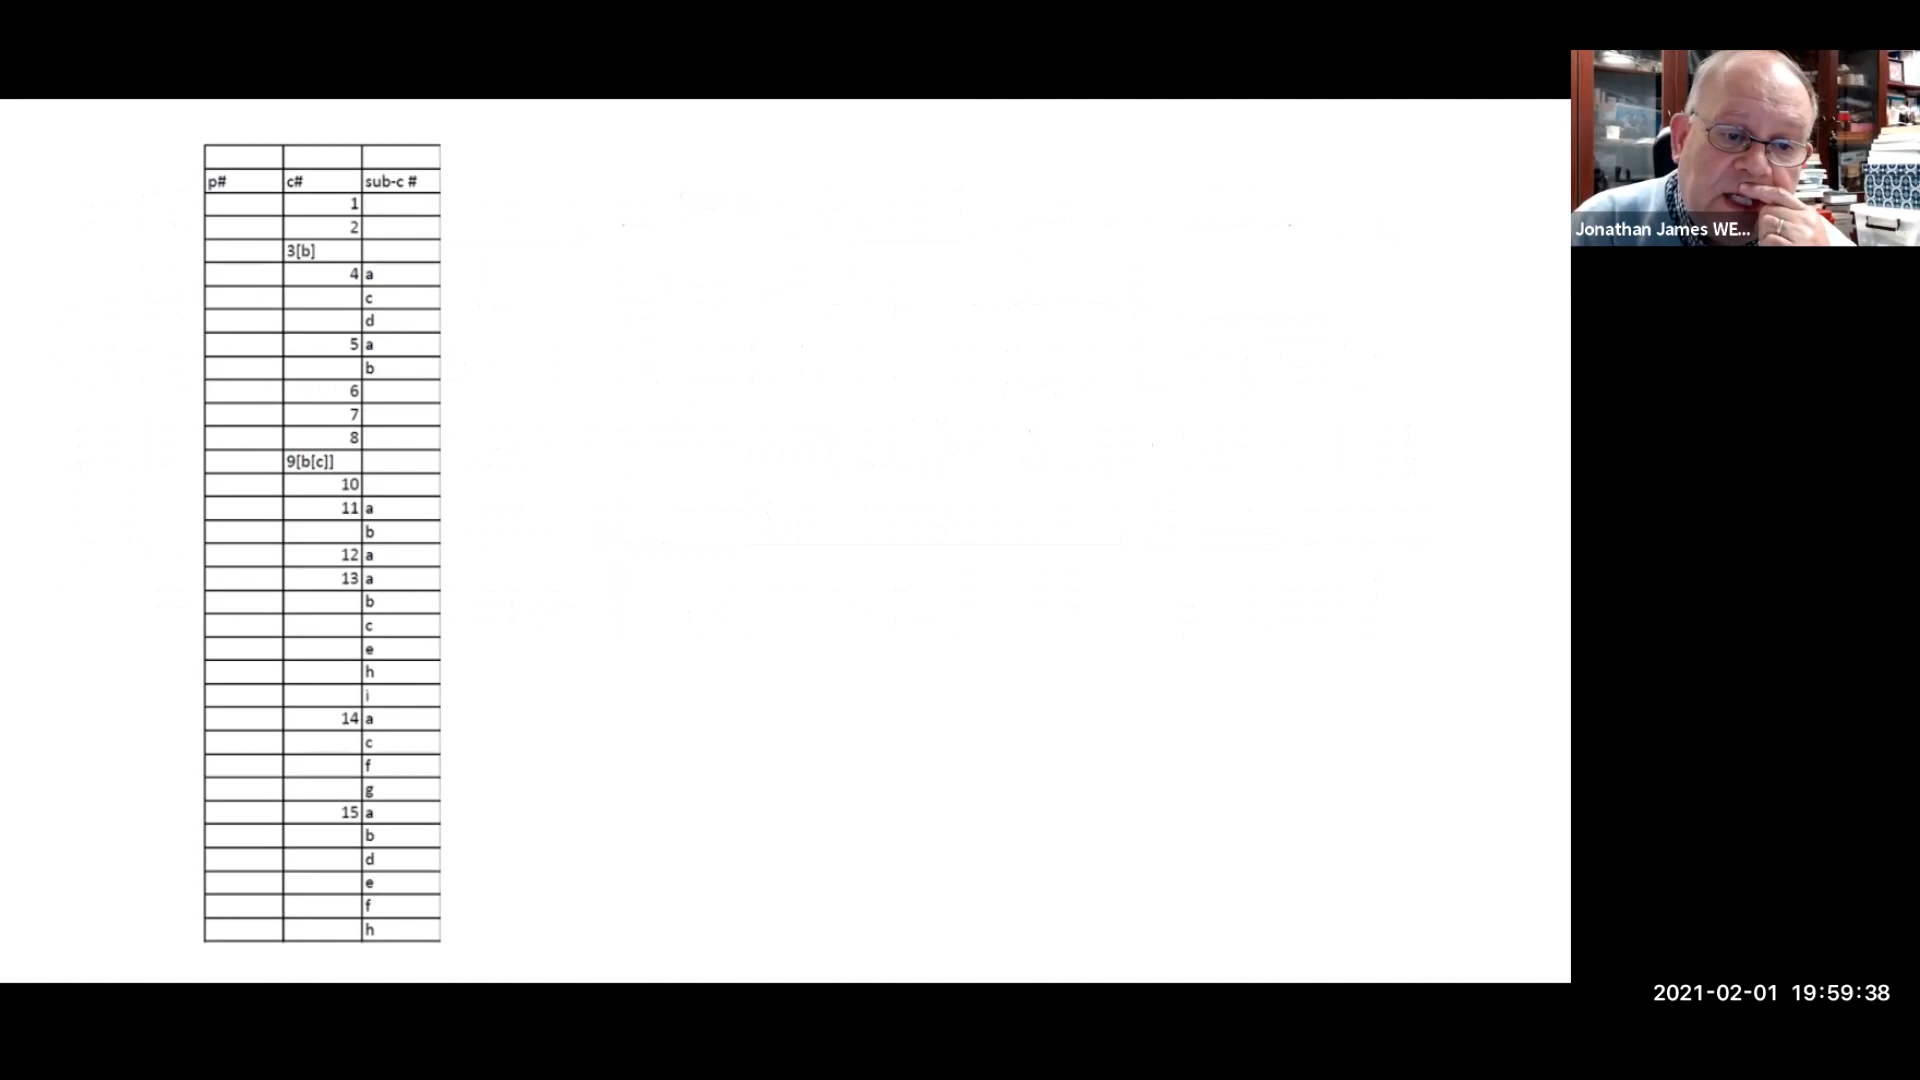 p# c# sub-c #
1
2
3[b]
4 a
c
d
5 a
b
6
7
8
9[b[c]]
10
11 a
b
12 a
13 a
b
c
e
h
i
14 a
c
f
g
15 a
b
d
e
f
h
Jonathan James WE...
2021-02-01 19:59:38